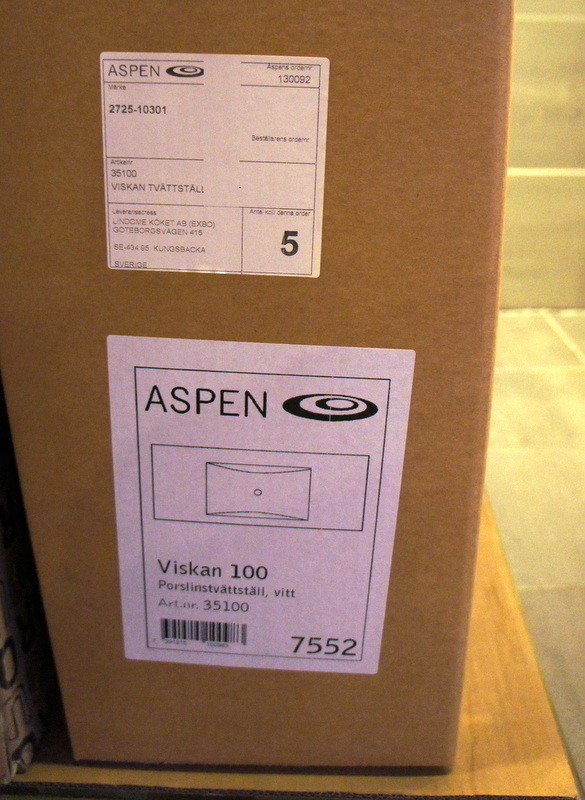 ASPEN
Aspens ordernr
130092
Märke
2725-10301
Beställarens ordernr
Artikelnr
35100
VISKAN TVÄTTSTÄLL
Leveransadress
LINDOME KÖKET AB (EXBO)
GÖTEBORGSVÄGEN 415
SE-434 95 KUNGSBACKA
SVERIGE
Antal kolli denna order
5
ASPEN
Viskan 100
Porslinstvättställ, vitt
Art.nr. 35100
7552